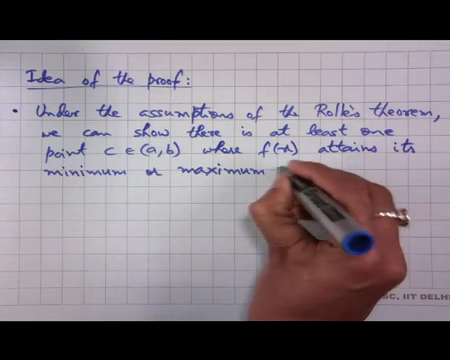 Idea of the proof:
• Under the assumptions of the Rolle's theorem,
we can show there is at least one
point c ∈ (a, b) where f(x) attains its
minimum or maximum
SC, IIT DELHI